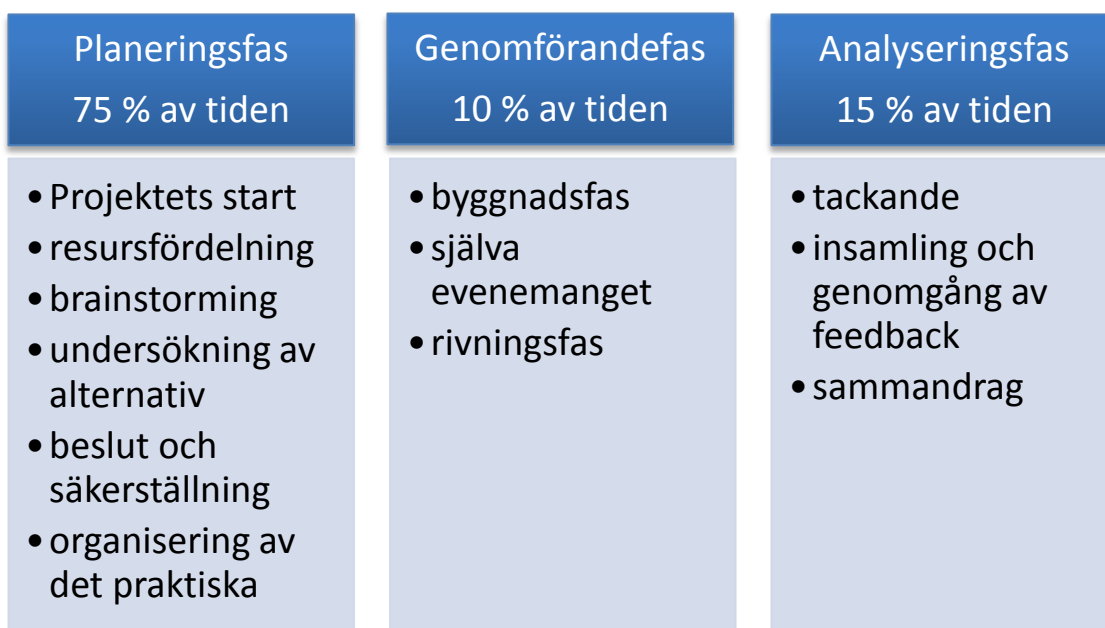 Planeringsfas
75 % av tiden
• Projektets start
• resursfördelning
• brainstorming
• undersökning av
alternativ
• beslut och
säkerställning
• organisering av
det praktiska
Genomförandefas
10 % av tiden
• byggnadsfas
• själva
evenemanget
• rivningsfas
Analyseringsfas
15 % av tiden
• tackande
• insamling och
genomgång av
feedback
• sammandrag